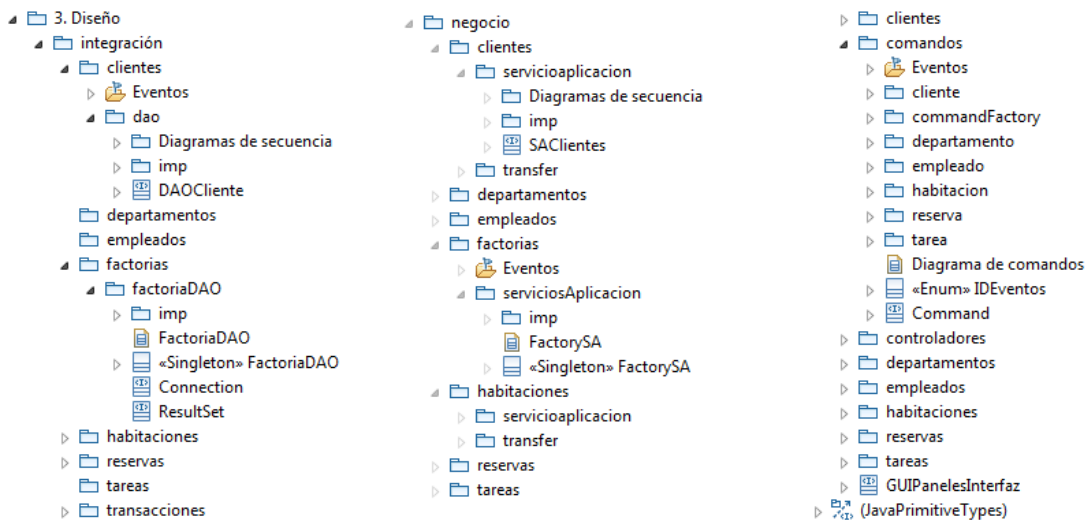 3. Diseño
integración
clientes
Eventos
dao
Diagramas de secuencia
imp
DAOCliente
departamentos
empleados
factorias
factoriaDAO
imp
FactoriaDAO
«Singleton» FactoriaDAO
Connection
ResultSet
habitaciones
reservas
tareas
transacciones
negocio
clientes
servicioaplicacion
Diagramas de secuencia
imp
SAClientes
transfer
departamentos
empleados
factorias
Eventos
serviciosAplicacion
imp
FactorySA
«Singleton» FactorySA
habitaciones
servicioaplicacion
transfer
reservas
tareas
clientes
comandos
Eventos
cliente
commandFactory
departamento
empleado
habitacion
reserva
tarea
Diagrama de comandos
«Enum» IDEventos
Command
controladores
departamentos
empleados
habitaciones
reservas
tareas
GUIPanelesInterfaz
(JavaPrimitiveTypes)